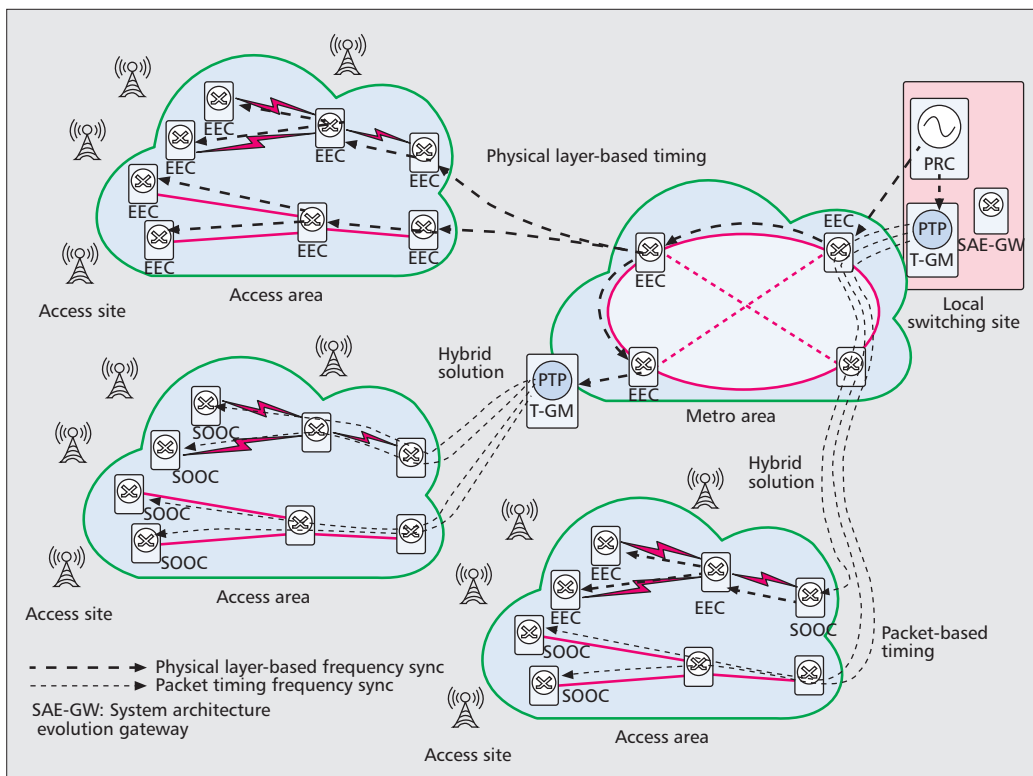 EEC
EEC
EEC
EEC
EEC
EEC
EEC
EEC
Access site
Access area
Physical layer-based timing
PRC
PTP
T-GM
SAE-GW
Local
switching site
EEC
EEC
EEC
Metro area
Hybrid
solution
PTP
T-GM
SOOC
SOOC
SOOC
SOOC
Access site
Access area
Hybrid
solution
EEC
EEC
EEC
SOOC
SOOC
SOOC
Packet-based
timing
Access site
Access area
Physical layer-based frequency sync
Packet timing frequency sync
SAE-GW: System architecture
evolution gateway